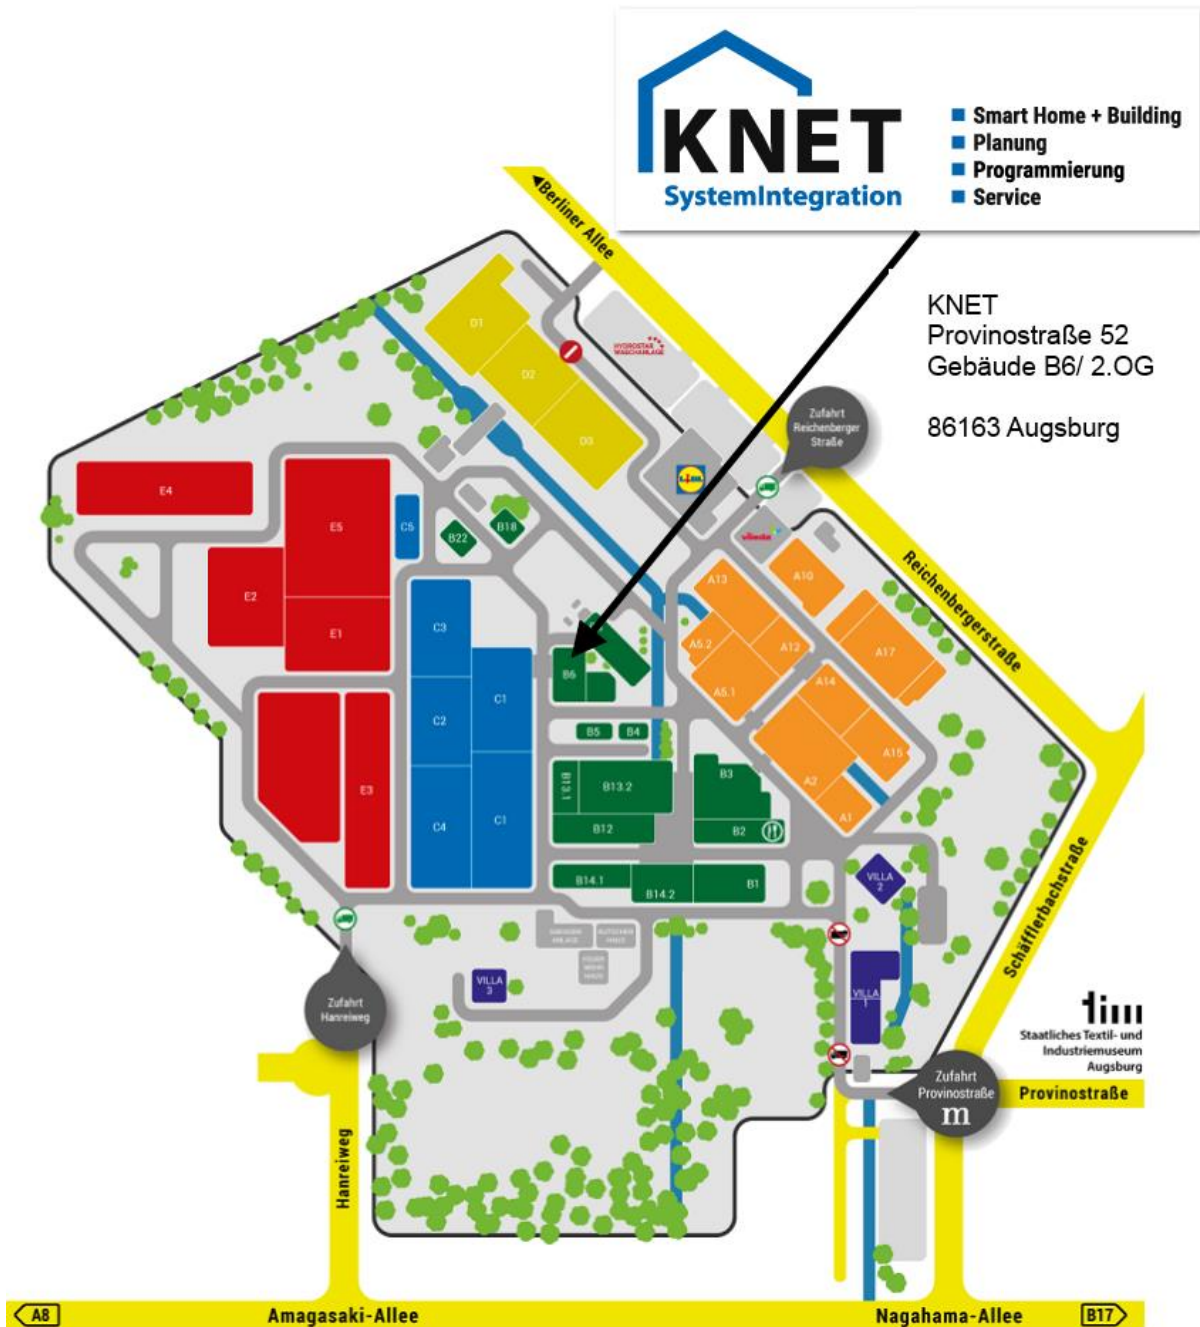 KNET
SystemIntegration
Smart Home + Building
Planung
Programmierung
Service
Berliner Allee
KNET
Provinostraße 52
Gebäude B6/ 2.OG
86163 Augsburg
HYDROSTAR
WASCHANLAGE
Zufahrt
Reichenberger
Straße
LIDL
Reichenbergerstraße
D1
D2
D3
E4
E5
E2
E1
E3
C5
C3
C1
C2
C4
C1
B22
B18
B6
B5
B4
B13.1
B13.2
B12
B3
B2
B14.1
B14.2
B1
A13
A10
A12
A17
A5.2
A5.1
A14
A15
A2
A1
VILLA
2
VILLA
1
VILLA
3
Schäfflerbachstraße
Zufahrt
Hanreiweg
tim
Staatliches Textil- und
Industriemuseum
Augsburg
Zufahrt
Provinostraße
m
Provinostraße
Hanreiweg
A8
Amagasaki-Allee
Nagahama-Allee
B17